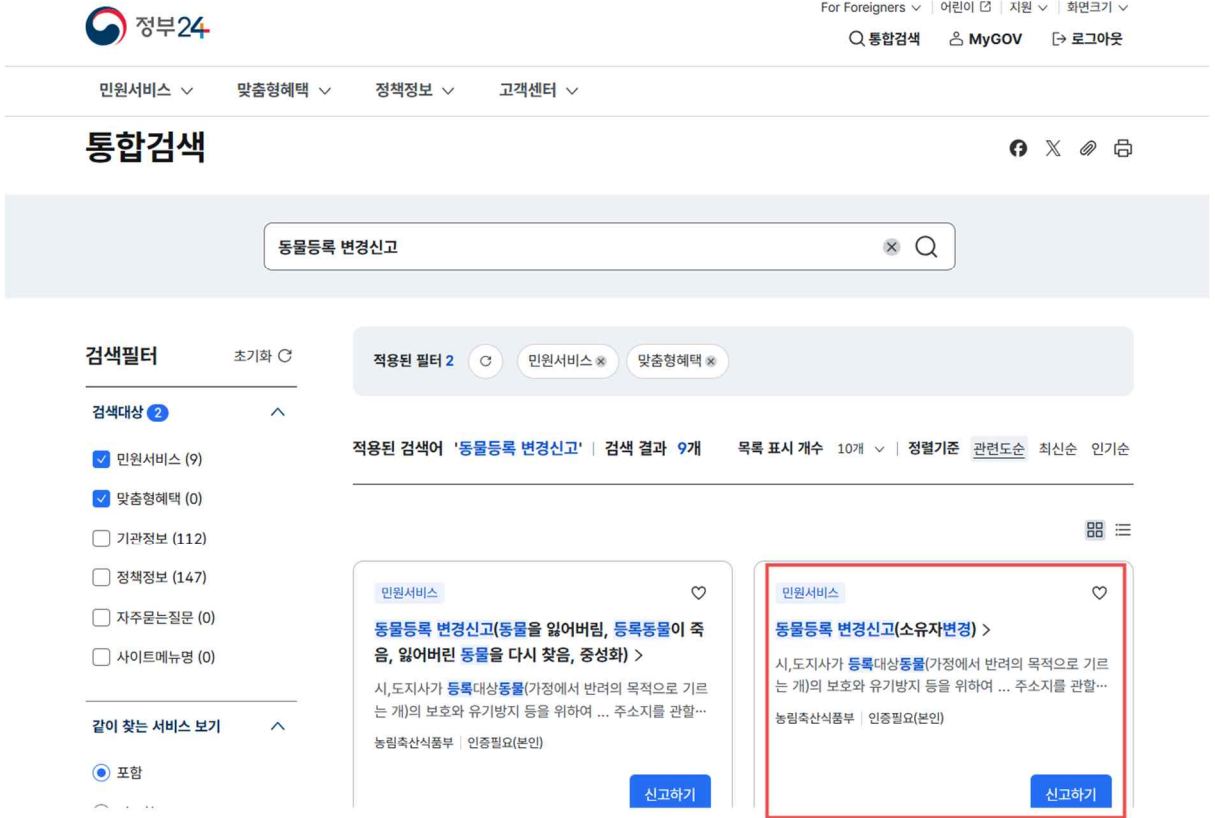 정부24
For Foreigners
어린이
지원
화면크기
통합검색
MyGOV
로그아웃
민원서비스
맞춤형혜택
정책정보
고객센터
통합검색
동물등록 변경신고
검색필터
초기화
검색대상 2
민원서비스 (9)
맞춤형혜택 (0)
기관정보 (112)
정책정보 (147)
자주묻는질문 (0)
사이트메뉴명 (0)
같이 찾는 서비스 보기
포함
적용된 필터 2
민원서비스
맞춤형혜택
적용된 검색어 '동물등록 변경신고' | 검색 결과 9개
목록 표시 개수 10개 | 정렬기준 관련도순 최신순 인기순
민원서비스
동물등록 변경신고(동물을 잃어버림, 등록동물이 죽
음, 잃어버린 동물을 다시 찾음, 중성화) >
시,도지사가 등록대상동물(가정에서 반려의 목적으로 기르
는 개)의 보호와 유기방지 등을 위하여 ... 주소지를 관할…
농림축산식품부 | 인증필요(본인)
신고하기
민원서비스
동물등록 변경신고(소유자변경) >
시,도지사가 등록대상동물(가정에서 반려의 목적으로 기르
는 개)의 보호와 유기방지 등을 위하여 ... 주소지를 관할…
농림축산식품부 | 인증필요(본인)
신고하기